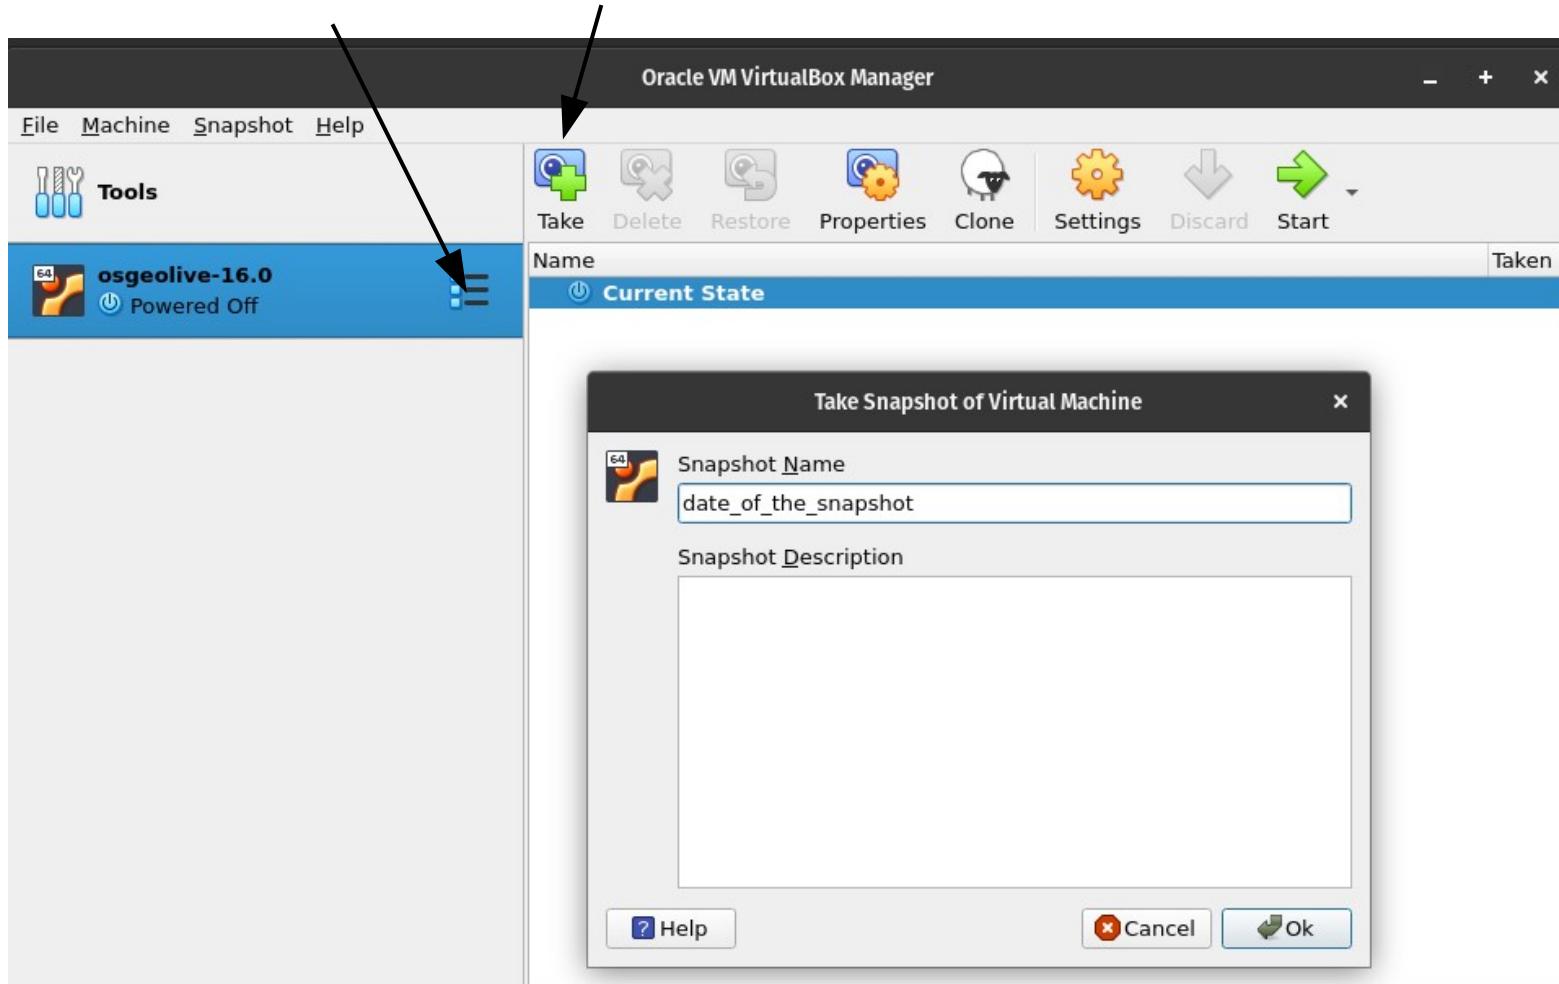 Oracle VM VirtualBox Manager
File Machine Snapshot Help
Tools
Take Delete Restore Properties Clone Settings Discard Start
Name Taken
64 osgeolive-16.0
Powered Off
Current State
Take Snapshot of Virtual Machine
64
Snapshot Name
date_of_the_snapshot
Snapshot Description
? Help Cancel Ok